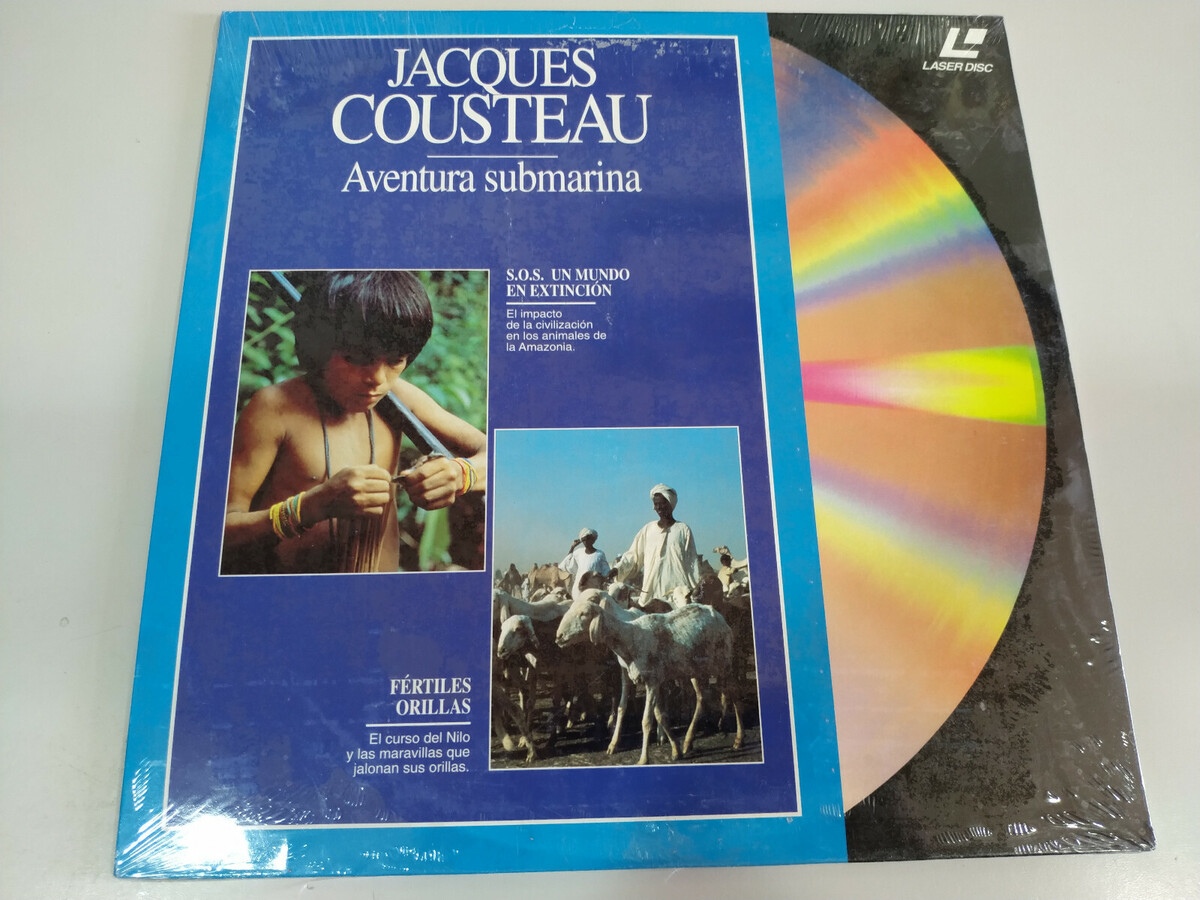 JACQUES
COUSTEAU
Aventura submarina
LASER DISC
S.O.S. UN MUNDO
EN EXTINCIÓN
El impacto
de la civilización
en los animales de
la Amazonia.
FÉRTILES
ORILLAS
El curso del Nilo
y las maravillas que
jalonan sus orillas.